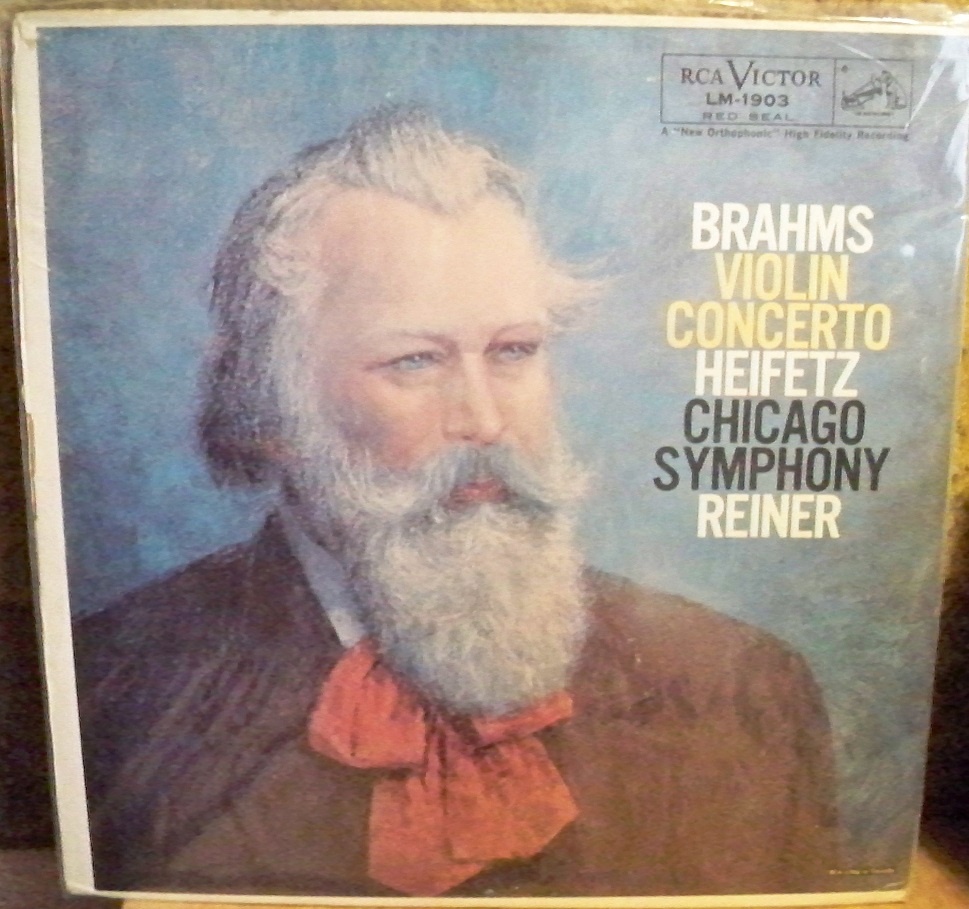 RCA VICTOR
LM-1903
RED SEAL
A "New Orthophonic" High Fidelity Recording
BRAHMS
VIOLIN
CONCERTO
HEIFETZ
CHICAGO
SYMPHONY
REINER